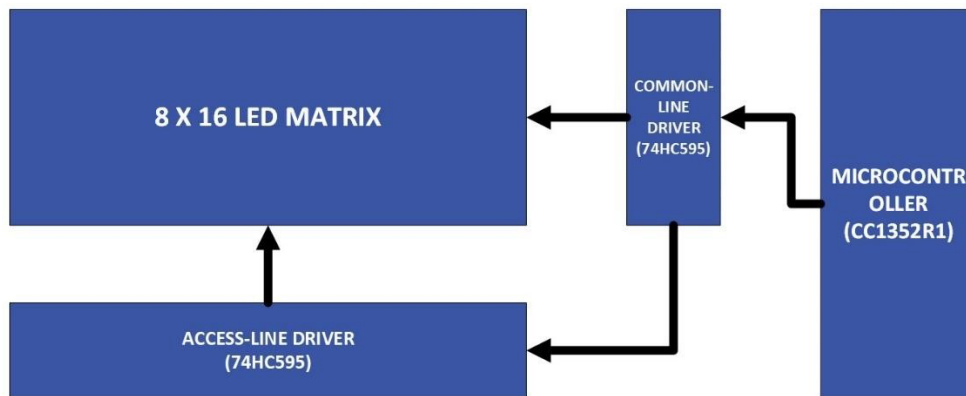 8 X 16 LED MATRIX
COMMON-
LINE
DRIVER
(74HC595)
MICROCONTR
OLLER
(CC1352R1)
ACCESS-LINE DRIVER
(74HC595)